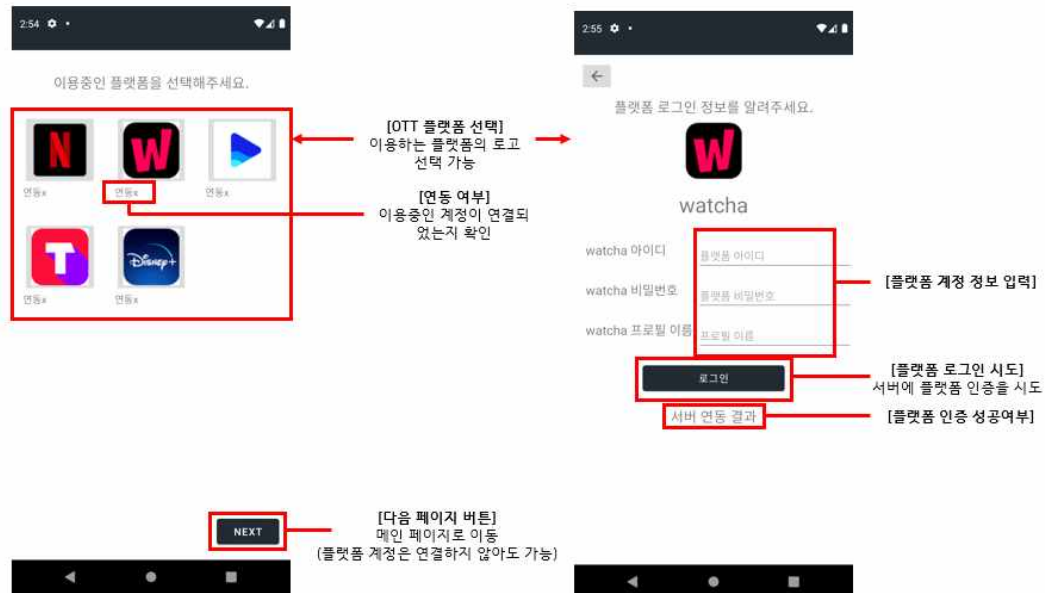 2:54
이용중인 플랫폼을 선택해주세요.
N
W
연동x
연동x
연동x
T
Disney+
연동x
연동x
NEXT
[OTT 플랫폼 선택]
이용하는 플랫폼의 로고
선택 가능
[연동 여부]
이용중인 계정이 연결되
었는지 확인
[다음 페이지 버튼]
메인 페이지로 이동
(플랫폼 계정은 연결하지 않아도 가능)
2:55
플랫폼 로그인 정보를 알려주세요.
W
watcha
watcha 아이디
플랫폼 아이디
watcha 비밀번호
플랫폼 비밀번호
watcha 프로필 이름
프로필 이름
로그인
서버 연동 결과
[플랫폼 계정 정보 입력]
[플랫폼 로그인 시도]
서버에 플랫폼 인증을 시도
[플랫폼 인증 성공여부]